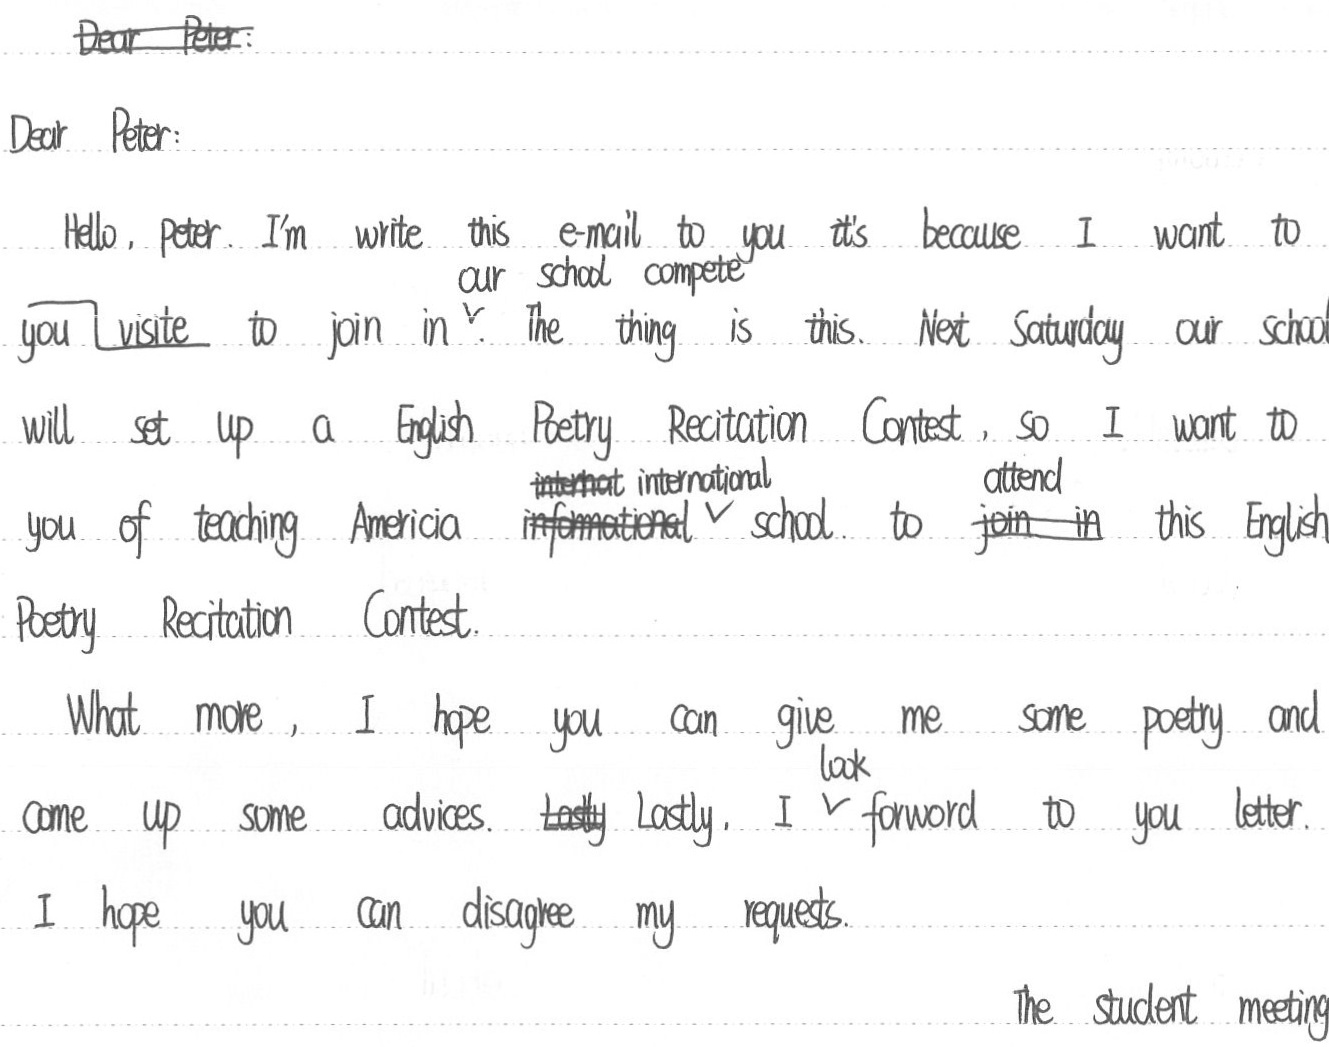 Dear Peter:
Dear Peter:
Hello, peter. I'm write this e-mail to you it's because I want to
our school compete
you visite to join in. The thing is this. Next Saturday our school
will set up a English Poetry Recitation Contest, so I want to
internat international attend
you of teaching Americia informational school. to join in this English
Poetry Recitation Contest.
What more, I hope you can give me some poetry and
look
come up some advices. Lastly Lastly, I forword to you letter.
I hope you can disagree my requests.
The student meeting